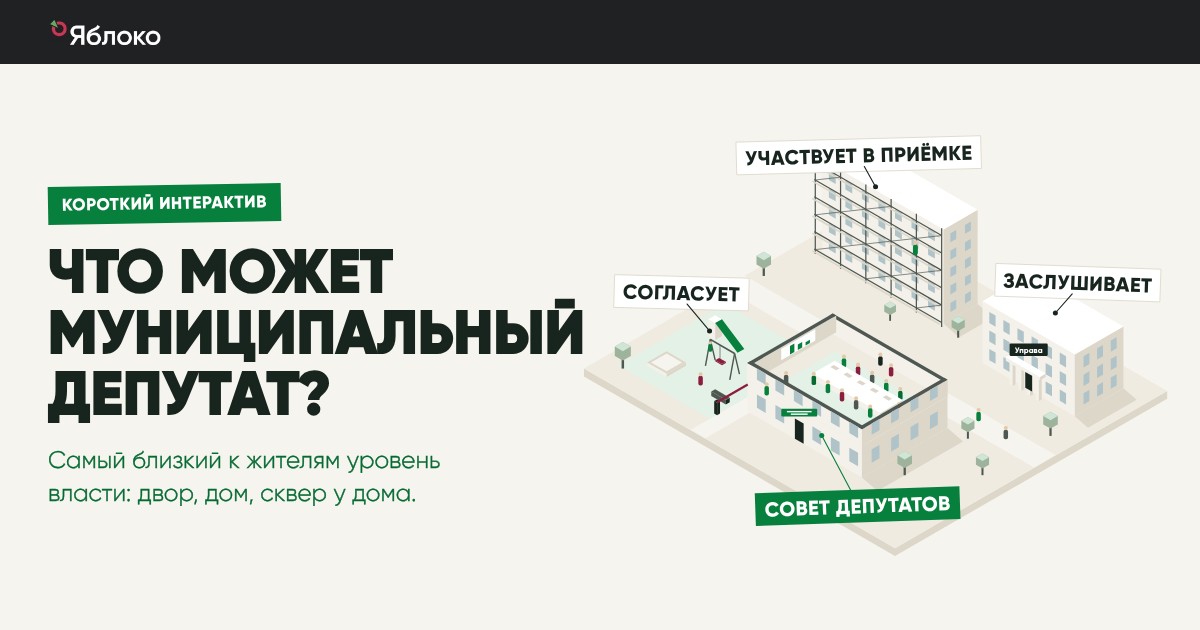 Яблоко
КОРОТКИЙ ИНТЕРАКТИВ
ЧТО МОЖЕТ
МУНИЦИПАЛЬНЫЙ
ДЕПУТАТ?
Самый близкий к жителям уровень
власти: двор, дом, сквер у дома.
УЧАСТВУЕТ В ПРИЁМКЕ
СОГЛАСУЕТ
ЗАСЛУШИВАЕТ
Управа
СОВЕТ ДЕПУТАТОВ